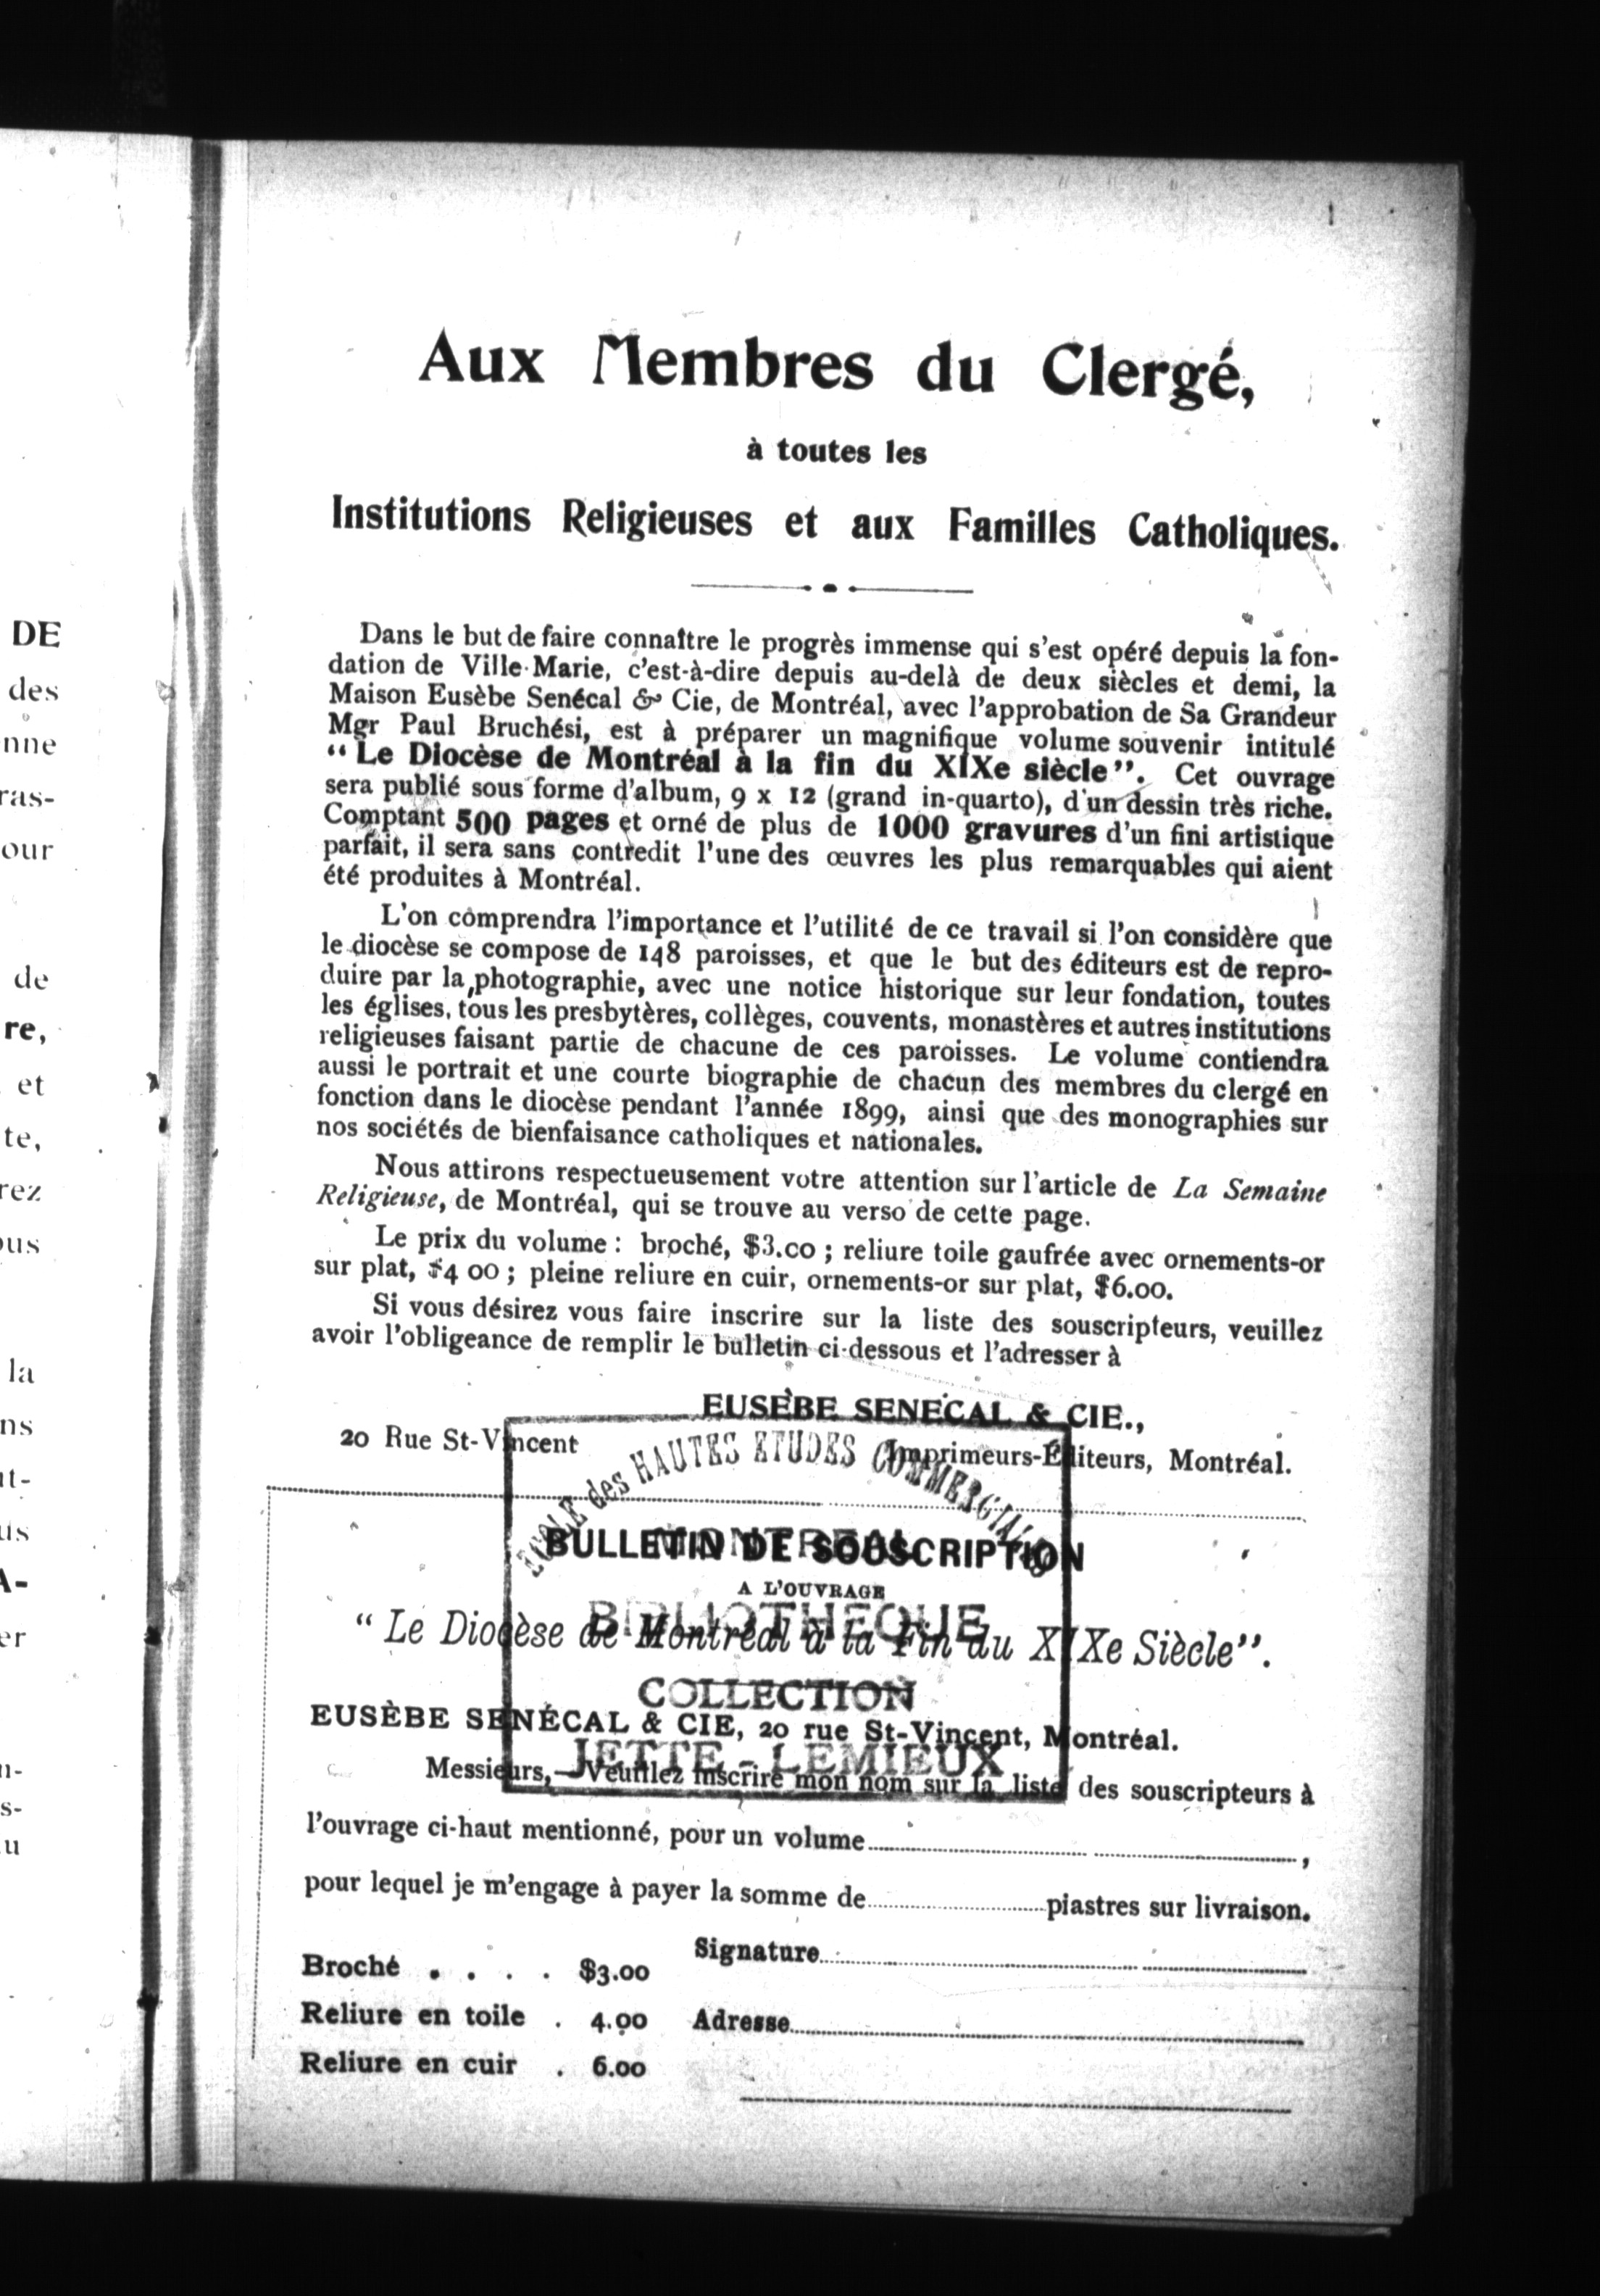 DE
des
nne
ras-
our
de
re,
et
te,
rez
ous
la
ns
it-
us
A-
er
n-
s-
u
Aux Membres du Clergé,
à toutes les
Institutions Religieuses et aux Familles Catholiques.
Dans le but de faire connaître le progrès immense qui s'est opéré depuis la fon-
dation de Ville-Marie, c'est-à-dire depuis au-delà de deux siècles et demi, la
Maison Eusèbe Senécal & Cie, de Montréal, avec l'approbation de Sa Grandeur
Mgr Paul Bruchési, est à préparer un magnifique volume souvenir intitulé
“ Le Diocèse de Montréal à la fin du XIXe siècle”. Cet ouvrage
sera publié sous forme d'album, 9 x 12 (grand in-quarto), d'un dessin très riche.
Comptant 500 pages et orné de plus de 1000 gravures d'un fini artistique
parfait, il sera sans contredit l'une des œuvres les plus remarquables qui aient
été produites à Montréal.
L'on comprendra l'importance et l'utilité de ce travail si l'on considère que
le diocèse se compose de 148 paroisses, et que le but des éditeurs est de repro-
duire par la photographie, avec une notice historique sur leur fondation, toutes
les églises, tous les presbytères, collèges, couvents, monastères et autres institutions
religieuses faisant partie de chacune de ces paroisses. Le volume contiendra
aussi le portrait et une courte biographie de chacun des membres du clergé en
fonction dans le diocèse pendant l'année 1899, ainsi que des monographies sur
nos sociétés de bienfaisance catholiques et nationales.
Nous attirons respectueusement votre attention sur l'article de La Semaine
Religieuse, de Montréal, qui se trouve au verso de cette page.
Le prix du volume : broché, $3.00 ; reliure toile gaufrée avec ornements-or
sur plat, $4 00 ; pleine reliure en cuir, ornements-or sur plat, $6.00.
Si vous désirez vous faire inscrire sur la liste des souscripteurs, veuillez
avoir l'obligeance de remplir le bulletin ci-dessous et l'adresser à
EUSÈBE SENÉCAL & CIE.,
20 Rue St-Vincent Imprimeurs-Éditeurs, Montréal.
ECOLE des HAUTES ETUDES COMMERCIALES
MONTREAL
BIBLIOTHEQUE
COLLECTION
JETTE - LEMIEUX
BULLETIN DE SOUSCRIPTION
A L'OUVRAGE
“ Le Diocèse de Montréal à la Fin du XIXe Siècle”.
EUSÈBE SENÉCAL & CIE, 20 rue St-Vincent, Montréal.
Messieurs,—Veuillez inscrire mon nom sur la liste des souscripteurs à
l'ouvrage ci-haut mentionné, pour un volume ,
pour lequel je m'engage à payer la somme de piastres sur livraison.
Signature
Broché . . . . $3.00
Reliure en toile . 4.00 Adresse
Reliure en cuir . 6.00